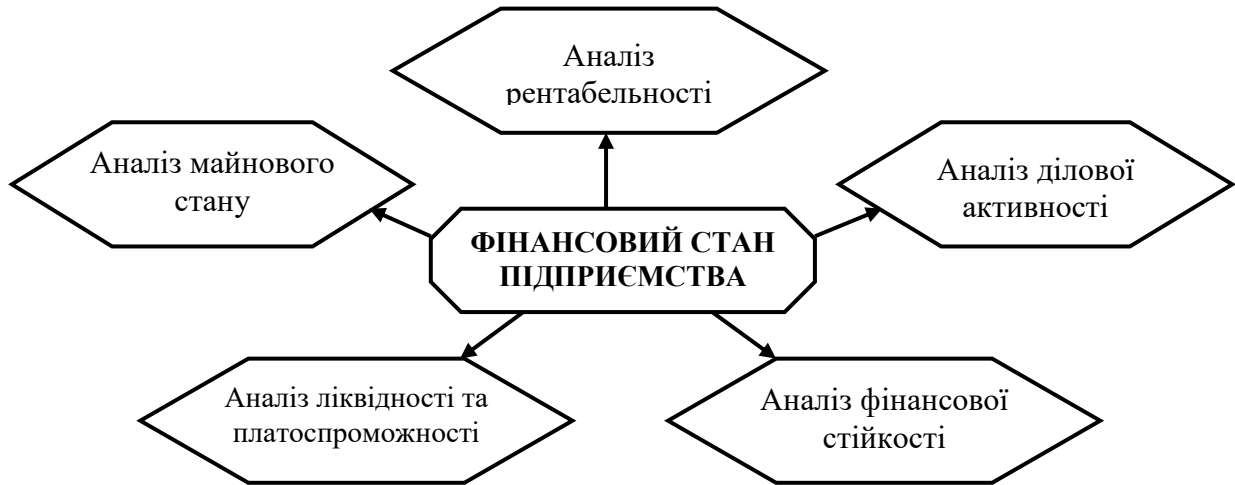 Аналіз
рентабельності
Аналіз майнового
стану
Аналіз ділової
активності
ФІНАНСОВИЙ СТАН
ПІДПРИЄМСТВА
Аналіз ліквідності та
платоспроможності
Аналіз фінансової
стійкості